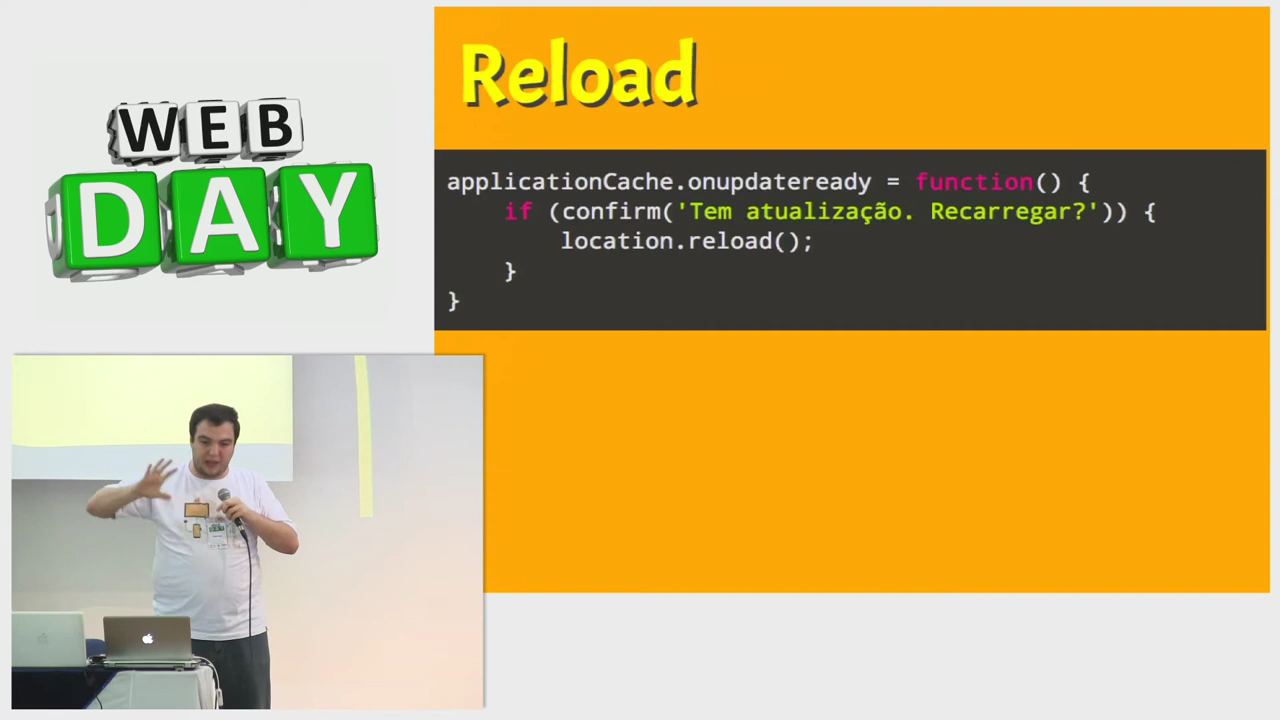 WEB
DAY
Reload
applicationCache.onupdateready = function() {
    if (confirm('Tem atualização. Recarregar?')) {
        location.reload();
    }
}